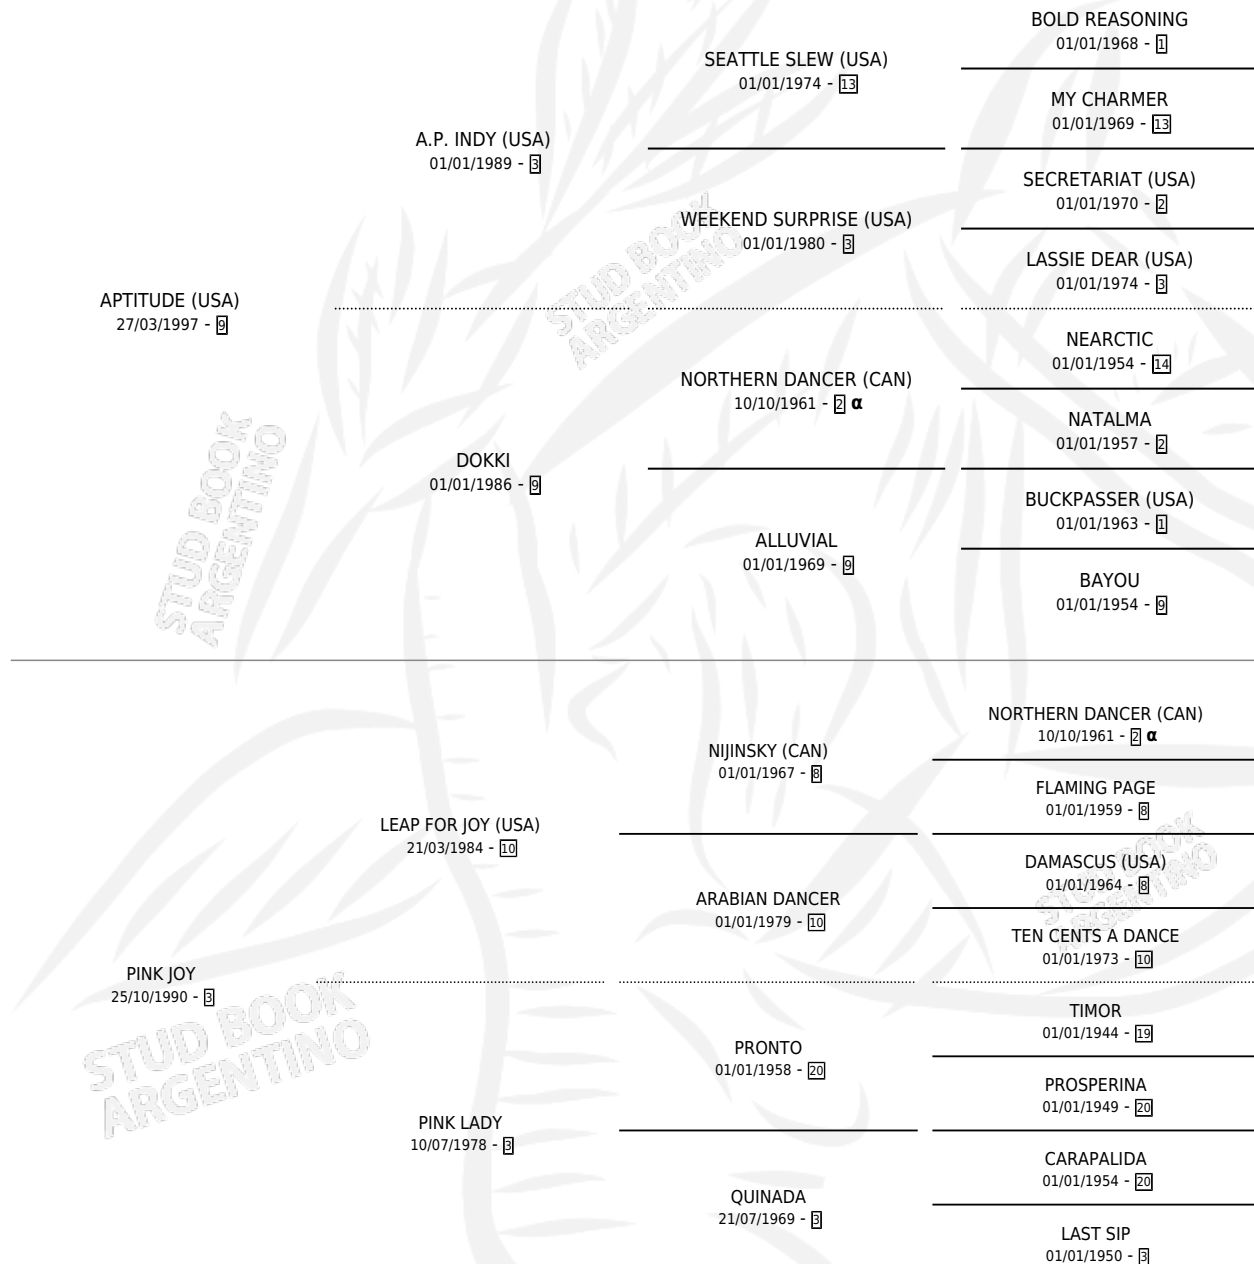 BOLD REASONING
01/01/1968 - 1
SEATTLE SLEW (USA)
01/01/1974 - 13
MY CHARMER
01/01/1969 - 13
A.P. INDY (USA)
01/01/1989 - 3
SECRETARIAT (USA)
01/01/1970 - 2
WEEKEND SURPRISE (USA)
01/01/1980 - 3
LASSIE DEAR (USA)
01/01/1974 - 3
STUD BOOK
ARGENTINO
APTITUDE (USA)
27/03/1997 - 9
NEARCTIC
01/01/1954 - 14
NORTHERN DANCER (CAN)
10/10/1961 - 2 α
NATALMA
01/01/1957 - 2
DOKKI
01/01/1986 - 9
BUCKPASSER (USA)
01/01/1963 - 1
ALLUVIAL
01/01/1969 - 9
BAYOU
01/01/1954 - 9
STUD BOOK
ARGENTINO
NORTHERN DANCER (CAN)
10/10/1961 - 2 α
NIJINSKY (CAN)
01/01/1967 - 8
FLAMING PAGE
01/01/1959 - 8
LEAP FOR JOY (USA)
21/03/1984 - 10
DAMASCUS (USA)
01/01/1964 - 8
ARABIAN DANCER
01/01/1979 - 10
TEN CENTS A DANCE
01/01/1973 - 10
STUD BOOK
ARGENTINO
PINK JOY
25/10/1990 - 3
TIMOR
01/01/1944 - 19
PRONTO
01/01/1958 - 20
PROSPERINA
01/01/1949 - 20
STUD BOOK
ARGENTINO
PINK LADY
10/07/1978 - 3
CARAPALIDA
01/01/1954 - 20
QUINADA
21/07/1969 - 3
LAST SIP
01/01/1950 - 3